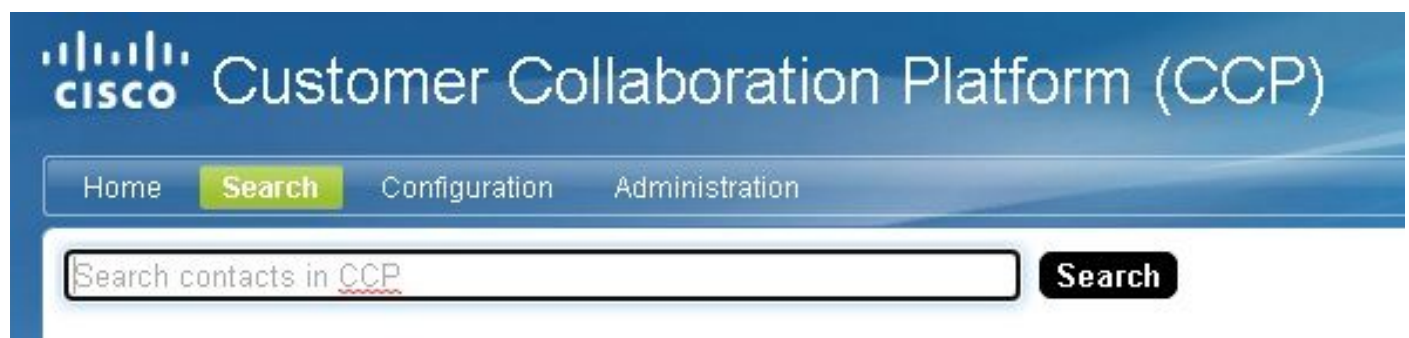 cisco Customer Collaboration Platform (CCP)
Home Search Configuration Administration
Search contacts in CCP Search